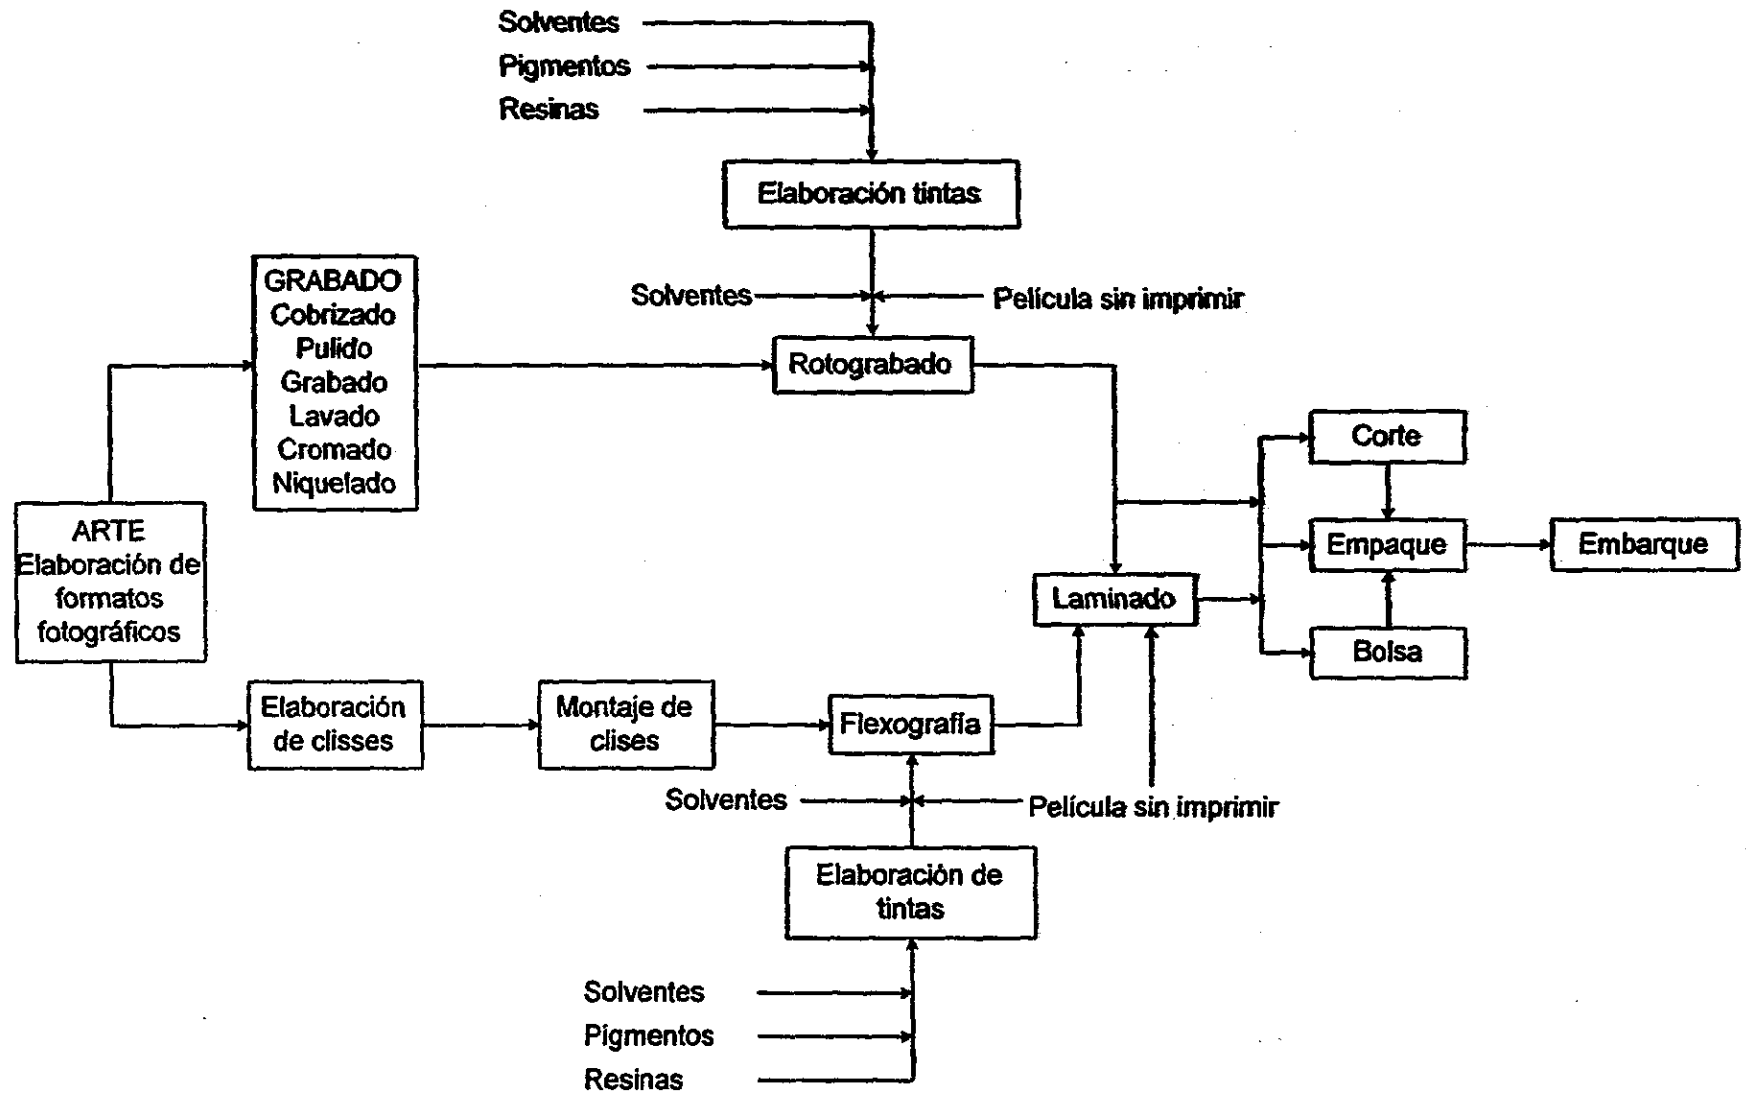 Solventes
Pigmentos
Resinas
Elaboración tintas
Solventes
Película sin imprimir
GRABADO
Cobrizado
Pulido
Grabado
Lavado
Cromado
Niquelado
Rotograbado
Corte
Empaque
Embarque
Bolsa
Laminado
ARTE
Elaboración de
formatos
fotográficos
Elaboración
de clisses
Montaje de
clises
Flexografía
Solventes
Película sin imprimir
Elaboración de
tintas
Solventes
Pigmentos
Resinas